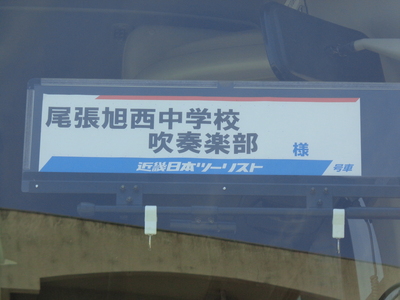 尾張旭西中学校
吹奏楽部 様
近畿日本ツーリスト 号車